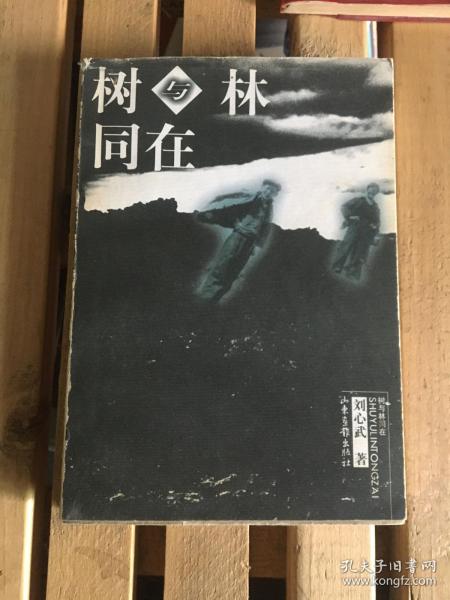 树与林
同在
树与林同在
SHUYULINTONGZAI
刘心武 著
山东画报出版社
孔夫子旧书网
www.kongfz.com